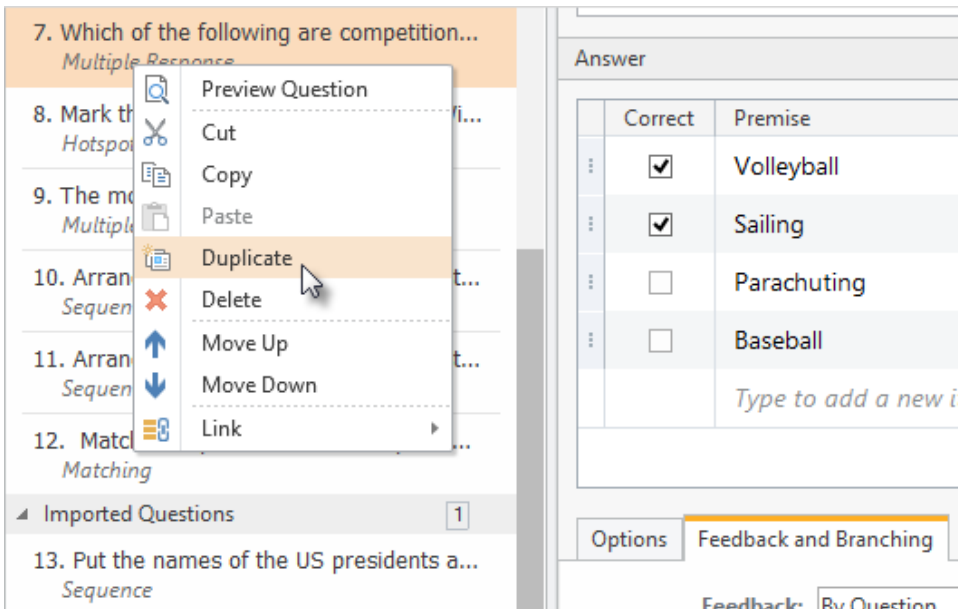 7. Which of the following are competition...
Multiple Response
8. Mark th
Hotspo
9. The mo
Multipl
10. Arran
t...
Sequen
11. Arran
t...
Sequen
12. Matc
...
Matching
Imported Questions 1
13. Put the names of the US presidents a...
Sequence
Preview Question
Cut
Copy
Paste
Duplicate
Delete
Move Up
Move Down
Link
Answer
Correct Premise
Volleyball
Sailing
Parachuting
Baseball
Type to add a new i
Options Feedback and Branching
Feedback: By Question